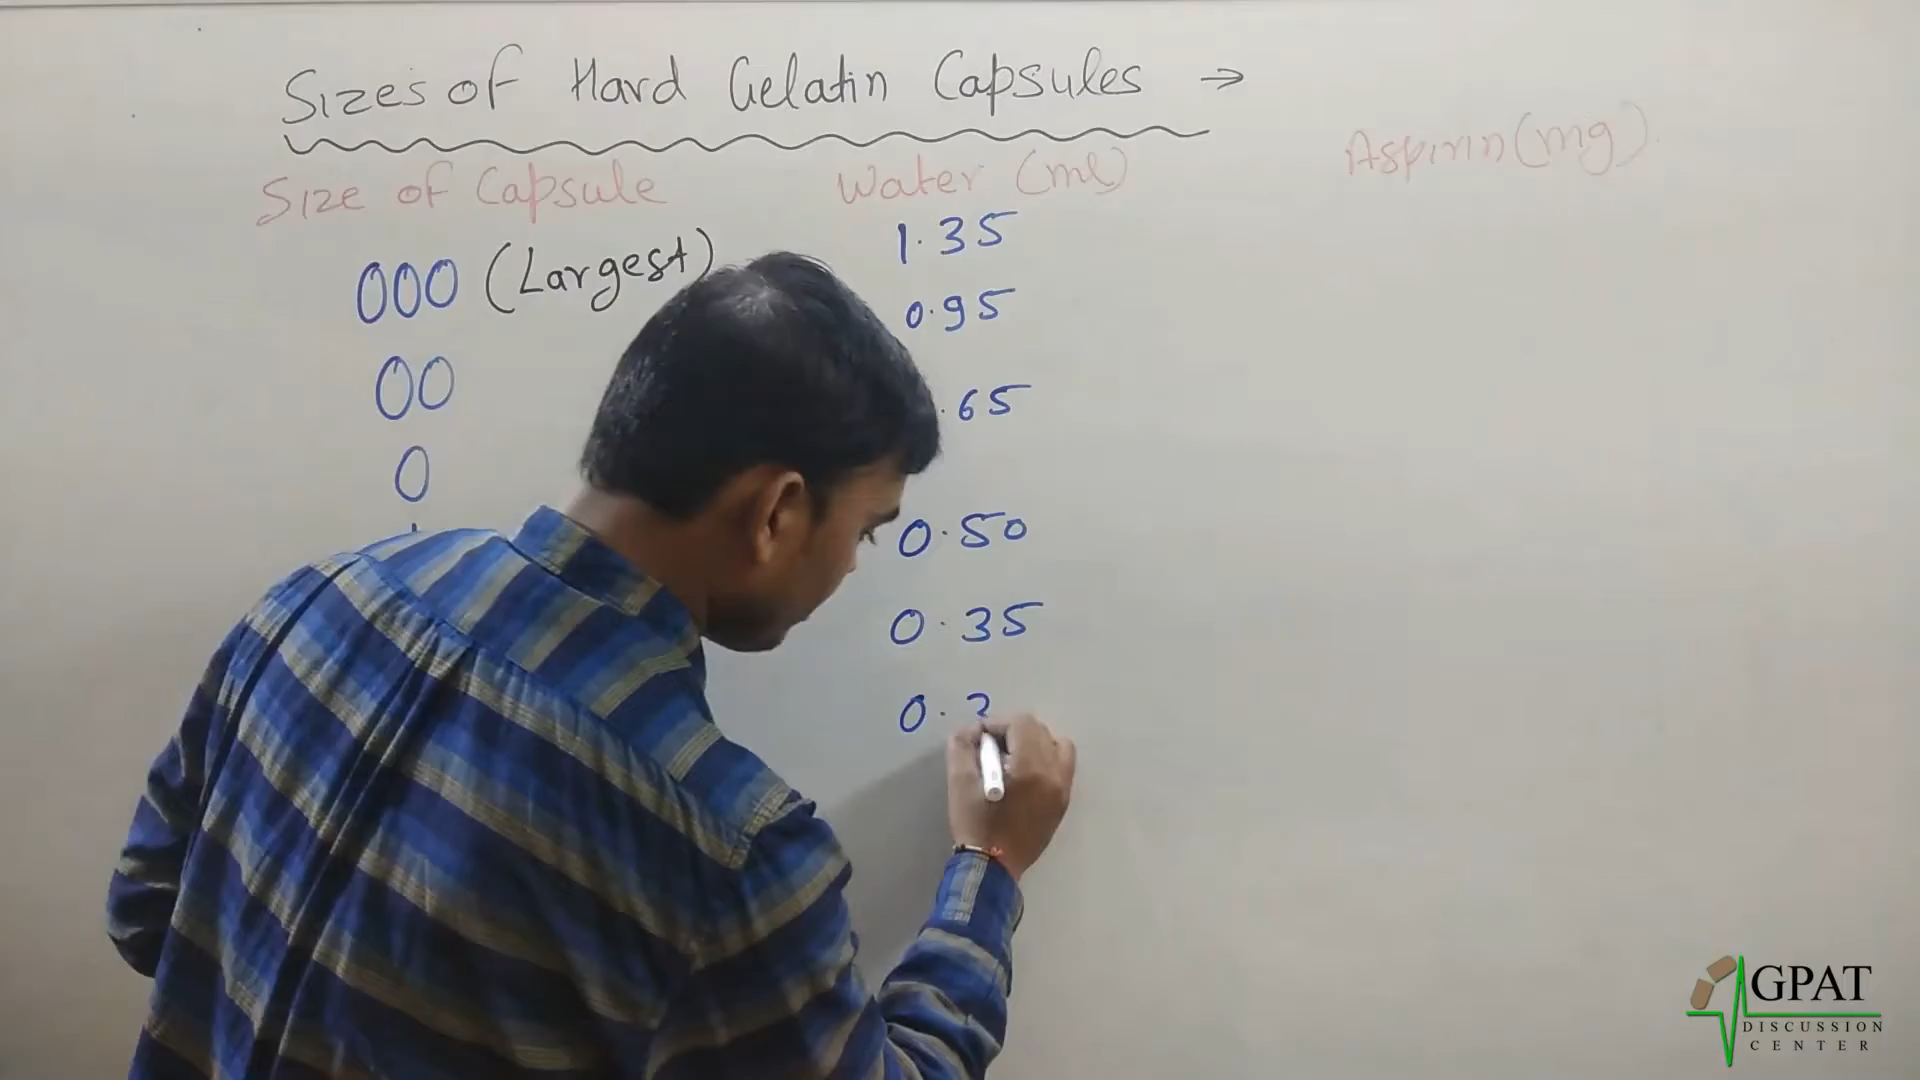 Sizes of Hard Gelatin Capsules →
Size of Capsule Water (ml) Aspirin (mg)
000 (Largest) 1.35
00 0.95
0 .65
0.50
0.35
0.3
GPAT
DISCUSSION
CENTER